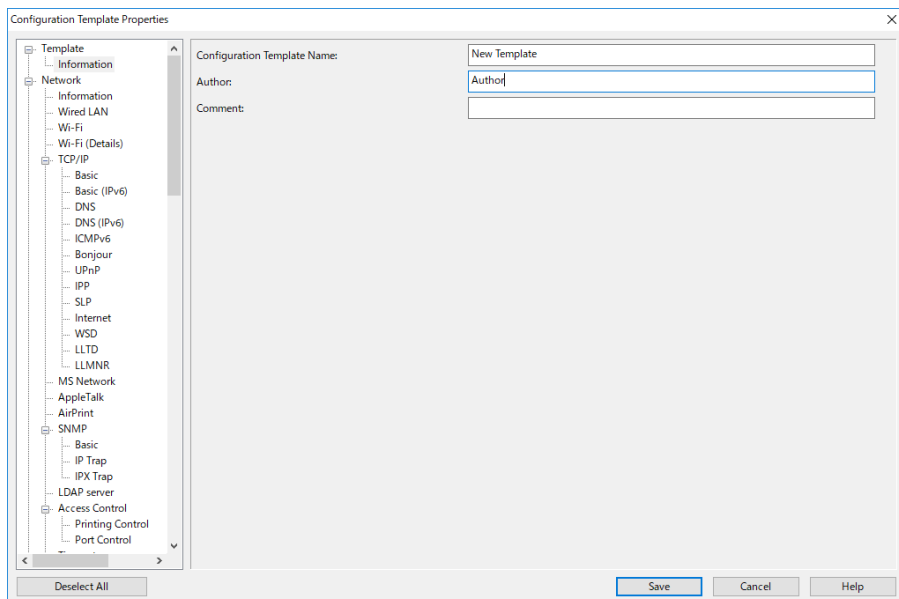 Configuration Template Properties
Template
Information
Network
Information
Wired LAN
Wi-Fi
Wi-Fi (Details)
TCP/IP
Basic
Basic (IPv6)
DNS
DNS (IPv6)
ICMPv6
Bonjour
UPnP
IPP
SLP
Internet
WSD
LLTD
LLMNR
MS Network
AppleTalk
AirPrint
SNMP
Basic
IP Trap
IPX Trap
LDAP server
Access Control
Printing Control
Port Control
Configuration Template Name: New Template
Author: Author
Comment:
Deselect All Save Cancel Help